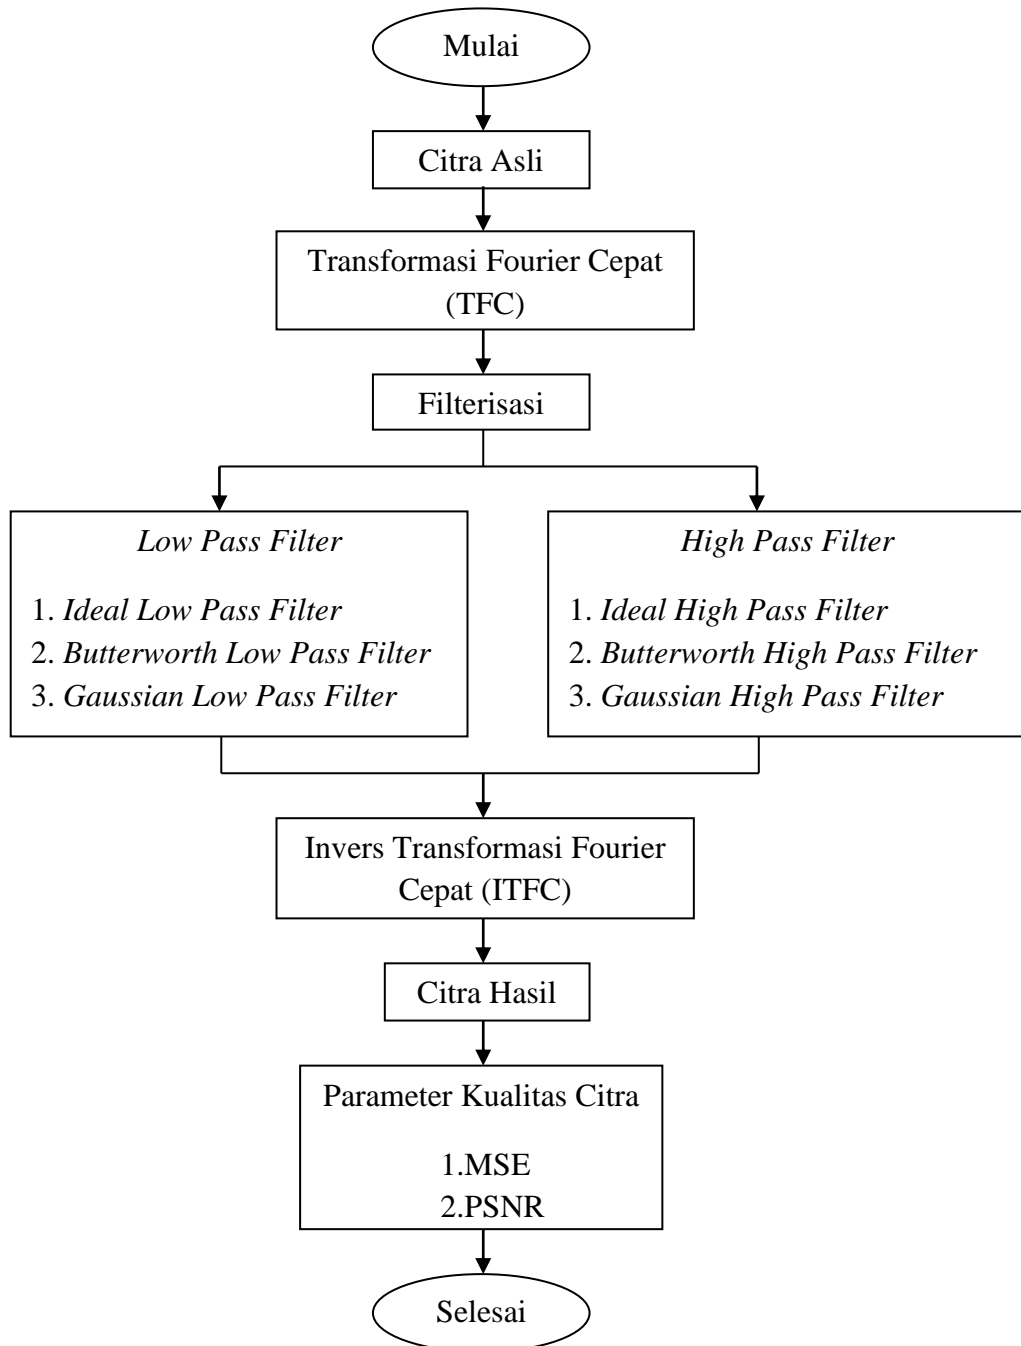 Mulai
Citra Asli
Transformasi Fourier Cepat
(TFC)
Filterisasi
Low Pass Filter
1. Ideal Low Pass Filter
2. Butterworth Low Pass Filter
3. Gaussian Low Pass Filter
High Pass Filter
1. Ideal High Pass Filter
2. Butterworth High Pass Filter
3. Gaussian High Pass Filter
Invers Transformasi Fourier
Cepat (ITFC)
Citra Hasil
Parameter Kualitas Citra
1.MSE
2.PSNR
Selesai